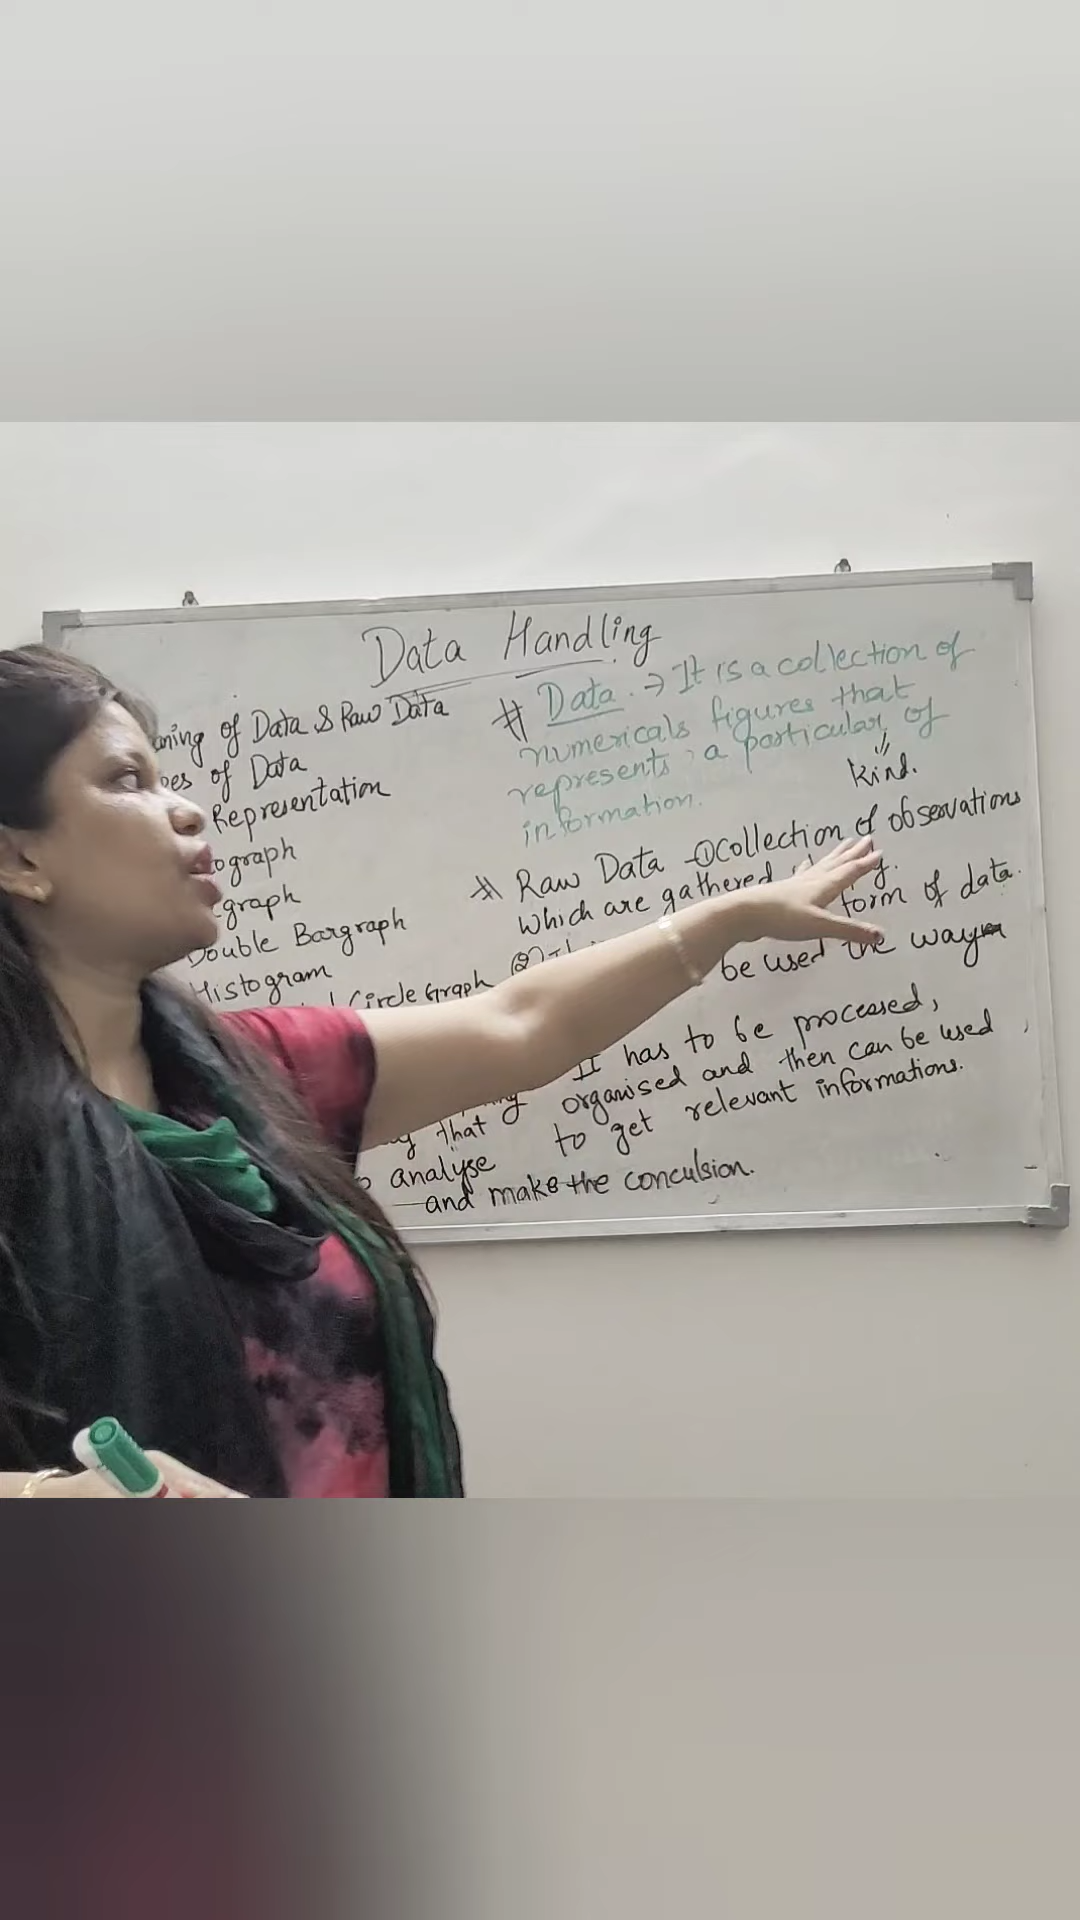 Data Handling
of Data & Raw Data
of Data
Representation
graph
Double Bargraph
Histogram
Circle Graph
# Data → It is a collection of
numericals figures that
represents a particular of
kind.
information.
# Raw Data → ① collection of observations
which are gathered
form of data.
②
be used the way
It has to be processed,
organised and then can be used,
to get relevant informations.
that
analyse
and make the conculsion.